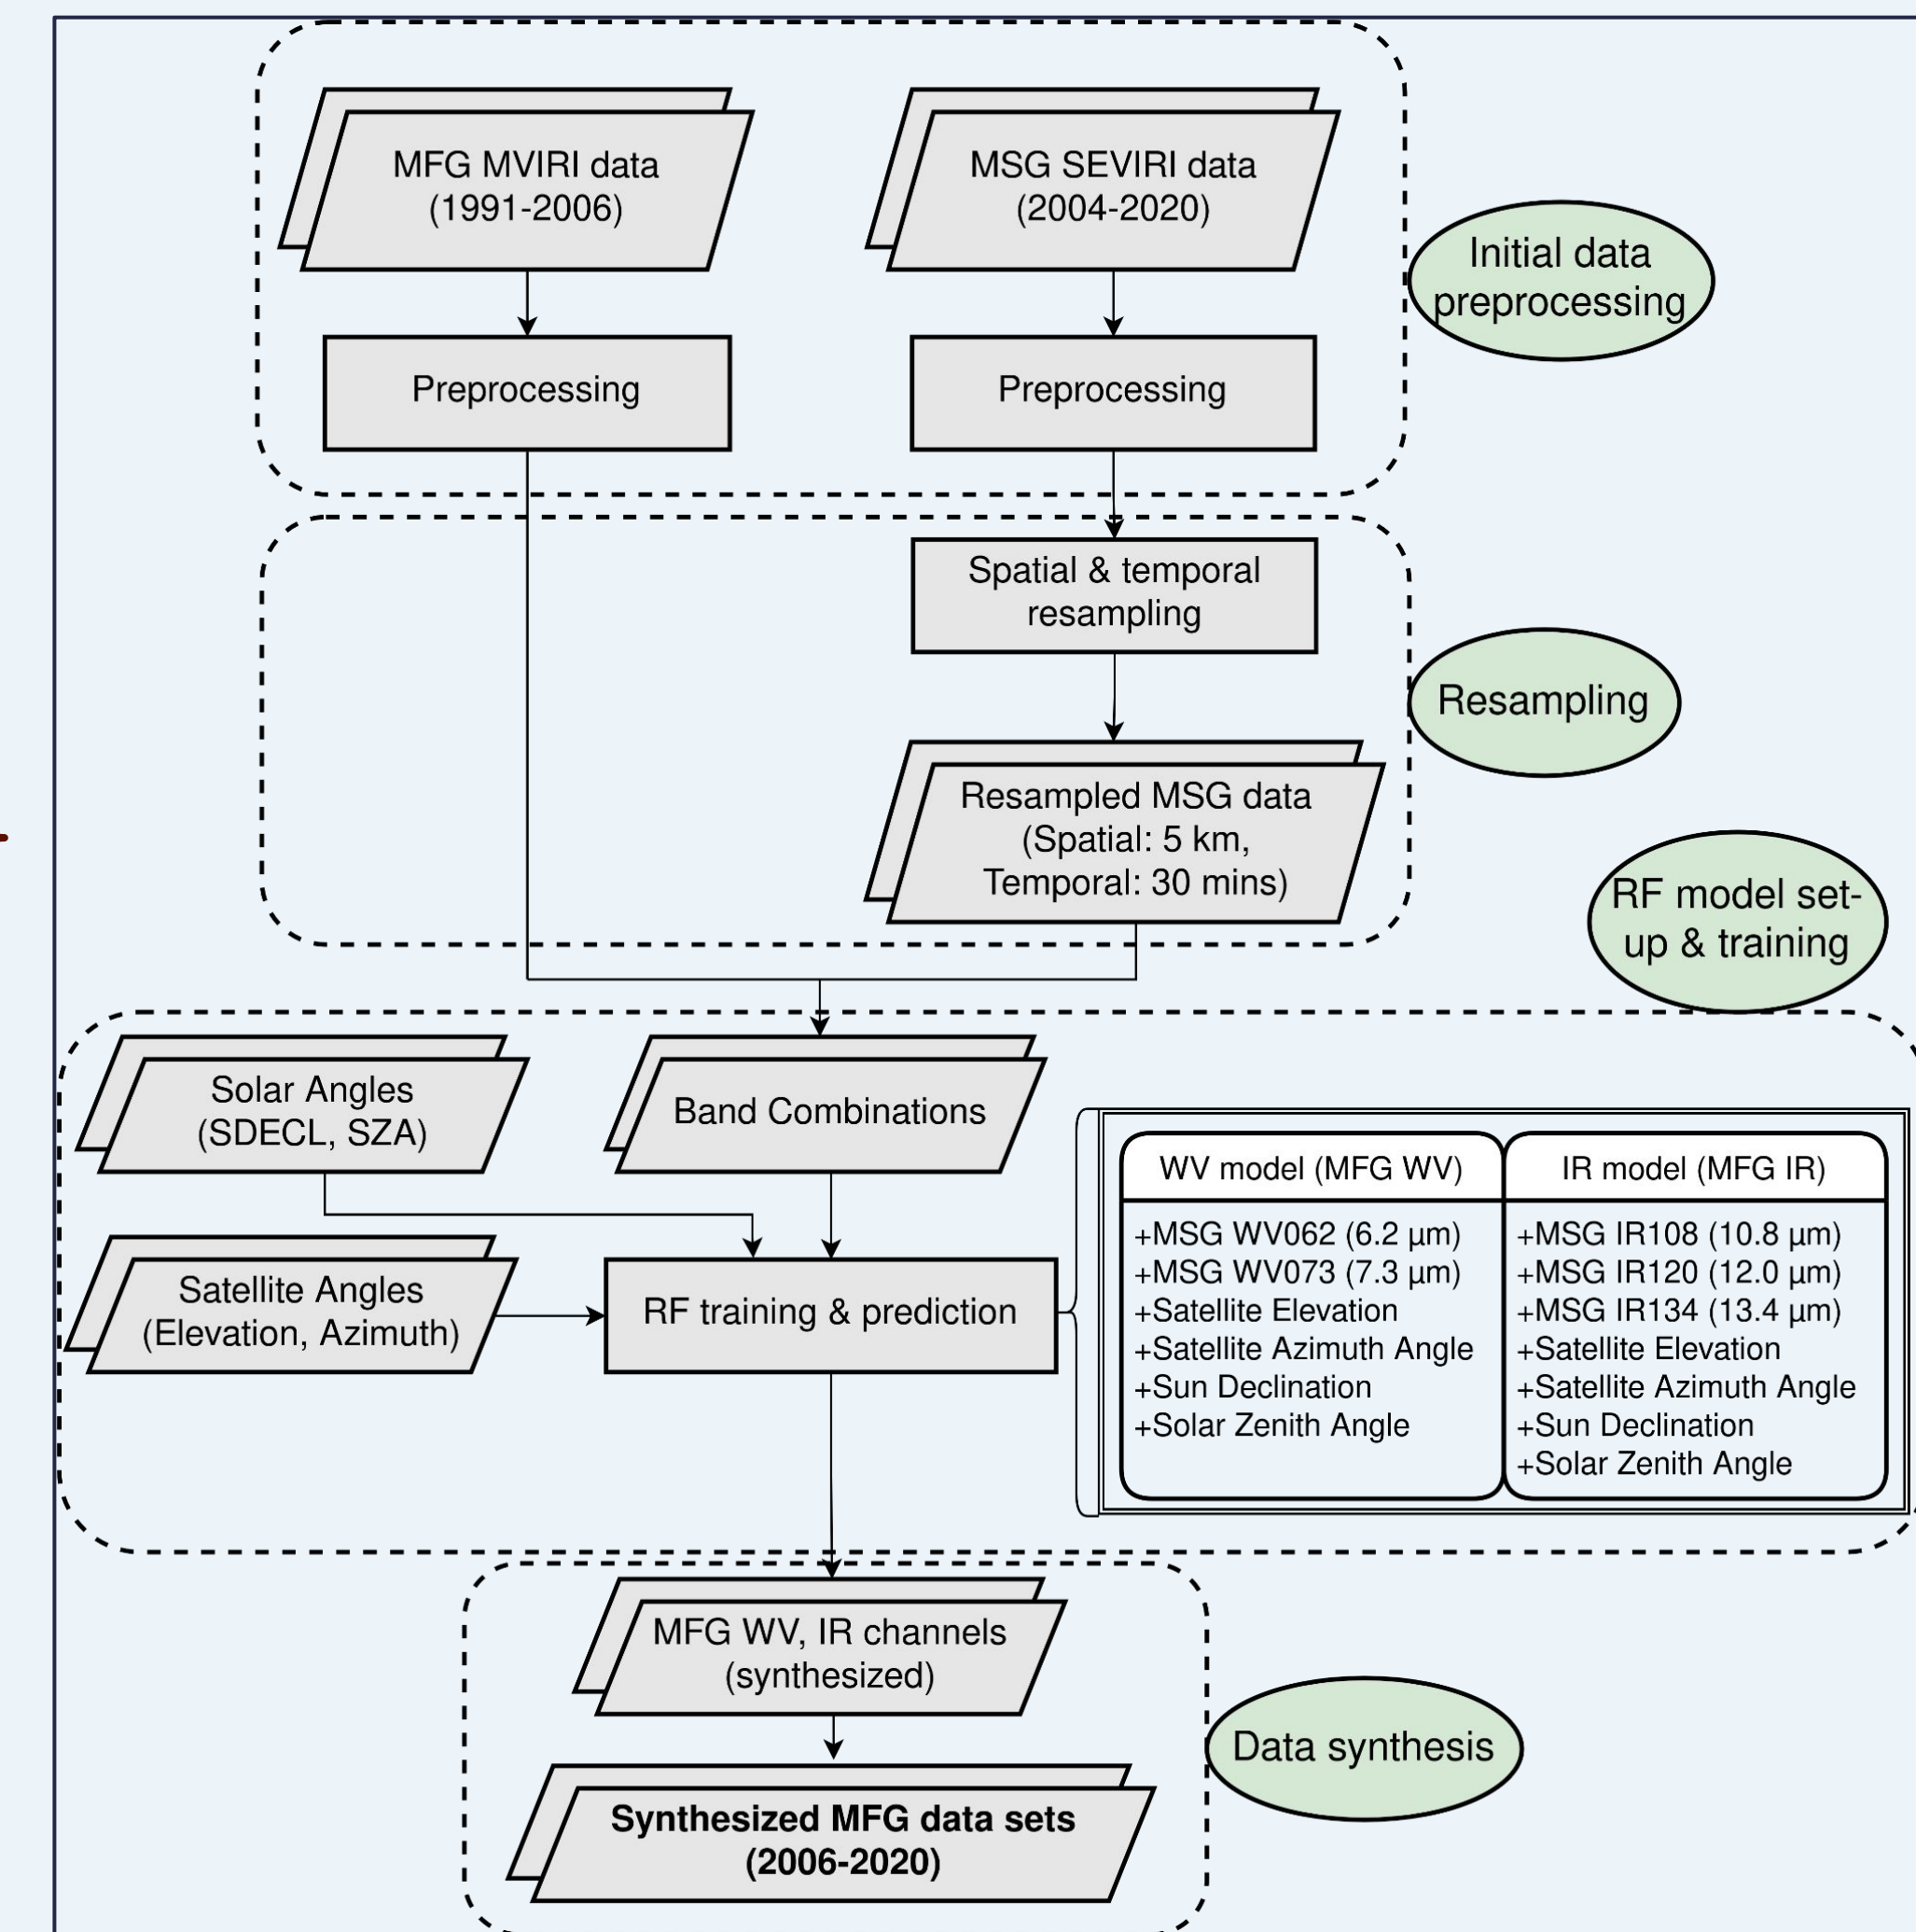 MFG MVIRI data
(1991-2006)
MSG SEVIRI data
(2004-2020)
Initial data
preprocessing
Preprocessing
Preprocessing
Spatial & temporal
resampling
Resampling
Resampled MSG data
(Spatial: 5 km,
Temporal: 30 mins)
RF model set-
up & training
Solar Angles
(SDECL, SZA)
Band Combinations
Satellite Angles
(Elevation, Azimuth)
RF training & prediction
WV model (MFG WV)
+MSG WV062 (6.2 µm)
+MSG WV073 (7.3 µm)
+Satellite Elevation
+Satellite Azimuth Angle
+Sun Declination
+Solar Zenith Angle
IR model (MFG IR)
+MSG IR108 (10.8 µm)
+MSG IR120 (12.0 µm)
+MSG IR134 (13.4 µm)
+Satellite Elevation
+Satellite Azimuth Angle
+Sun Declination
+Solar Zenith Angle
MFG WV, IR channels
(synthesized)
Data synthesis
Synthesized MFG data sets
(2006-2020)